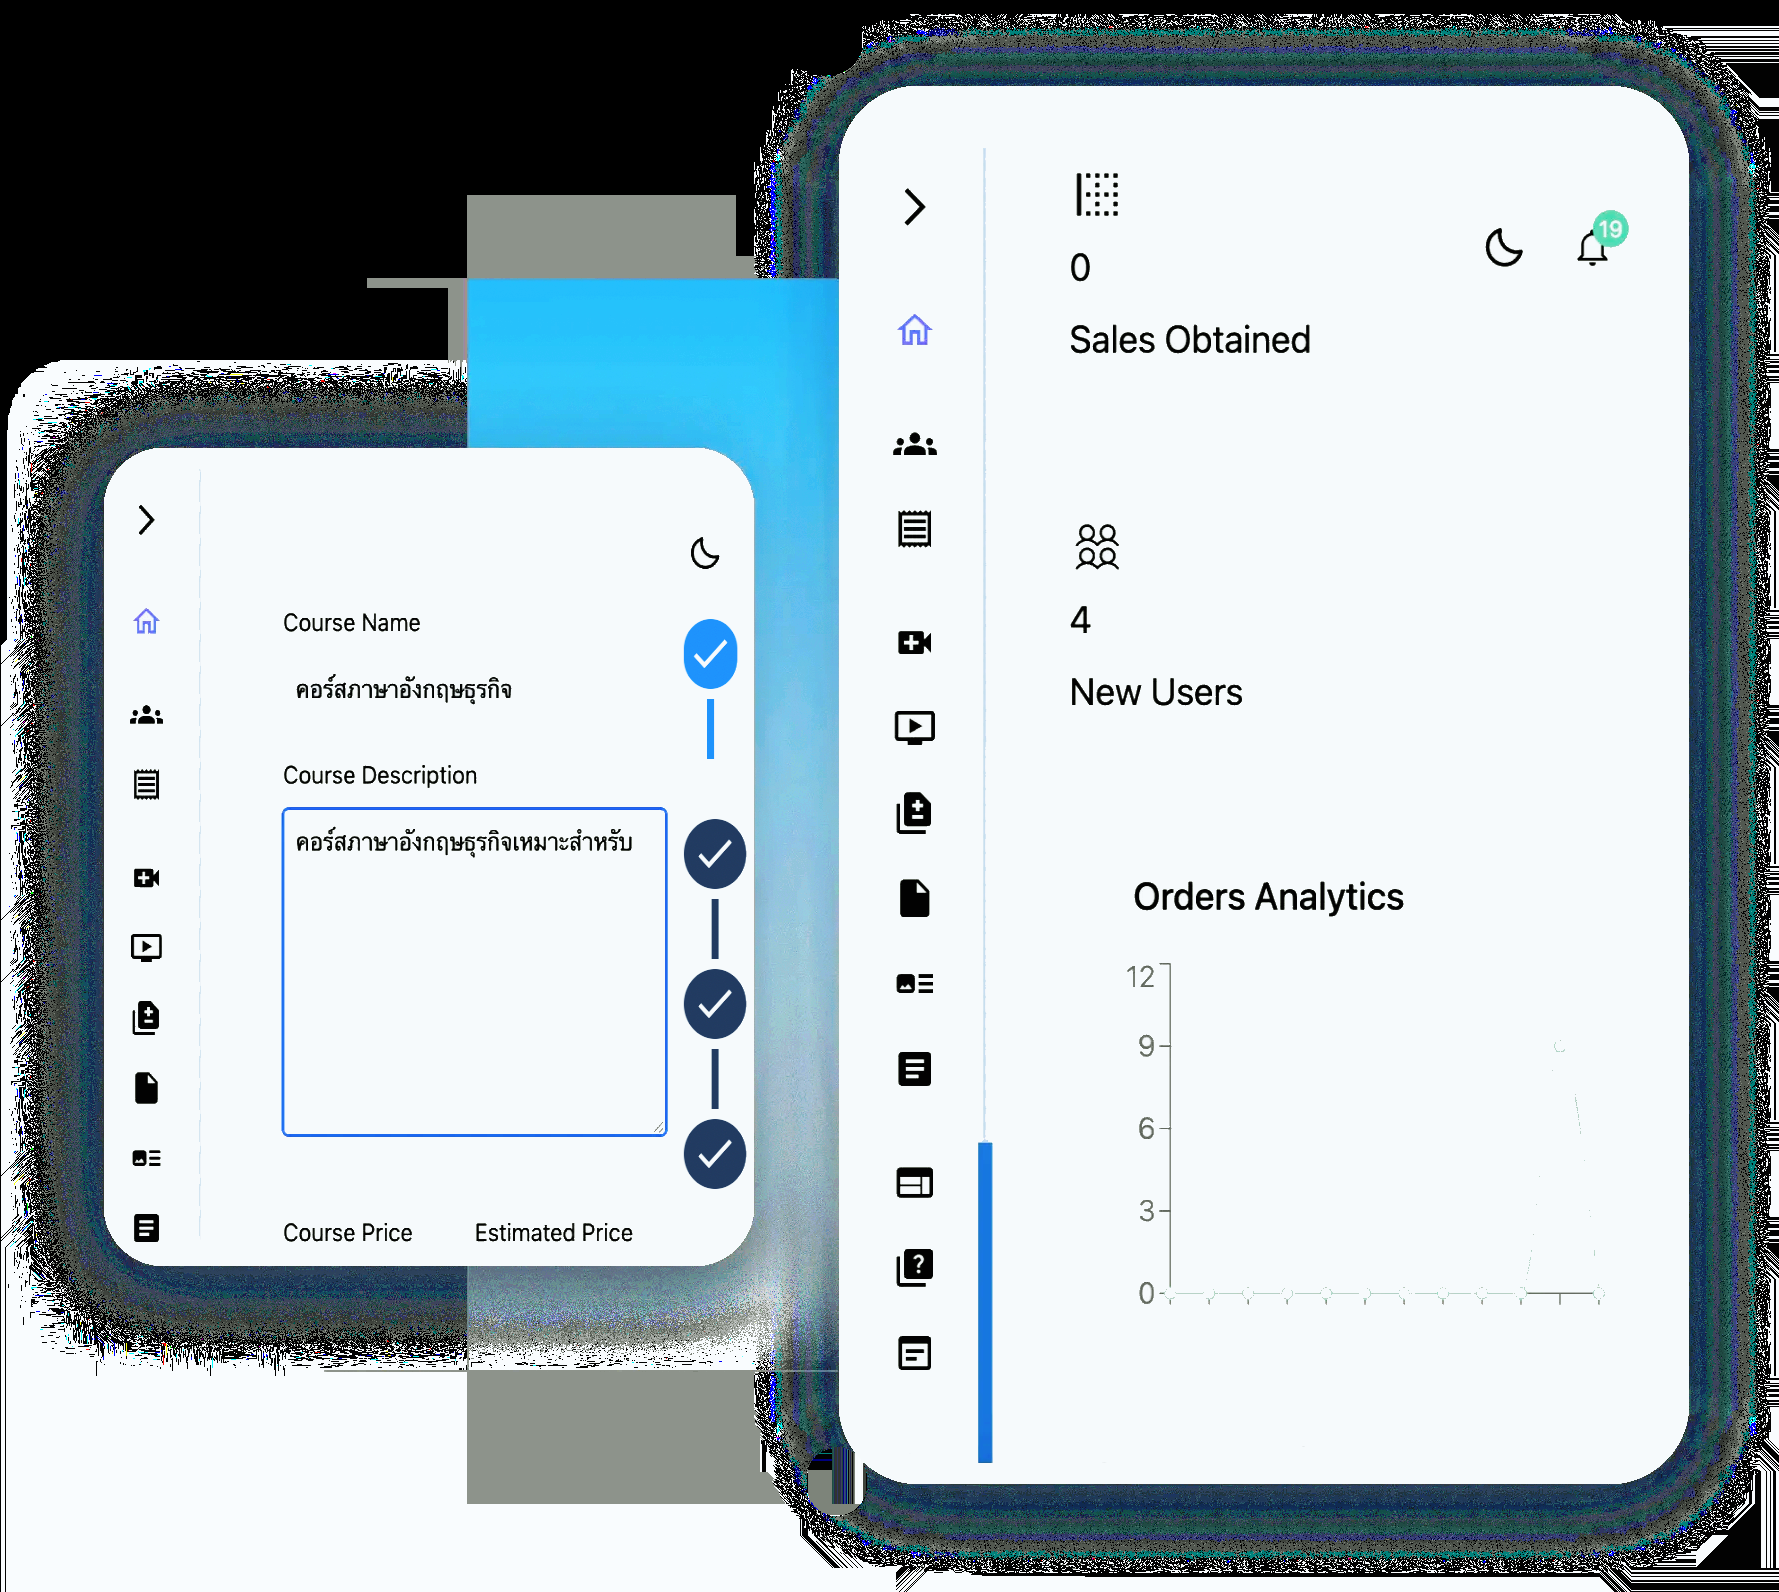 Course Name
คอร์สภาษาอังกฤษธุรกิจ
Course Description
คอร์สภาษาอังกฤษธุรกิจเหมาะสำหรับ
Course Price
Estimated Price
19
0
Sales Obtained
4
New Users
Orders Analytics
12
9
6
3
0